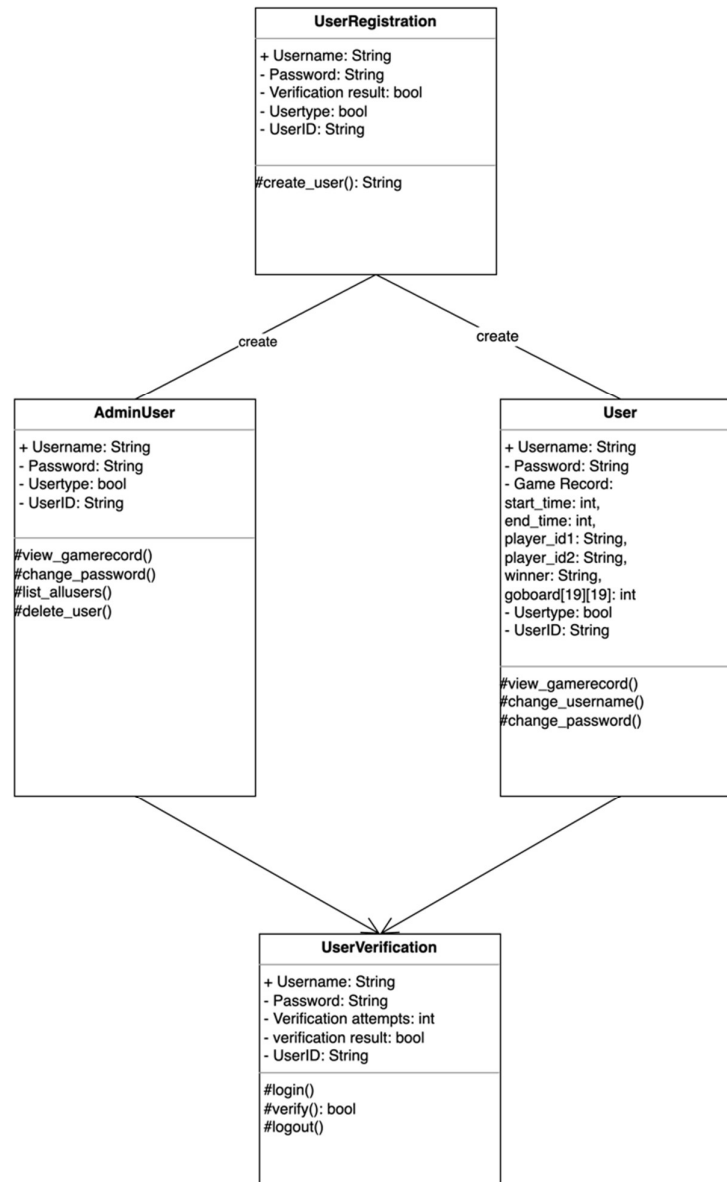 UserRegistration
+ Username: String
- Password: String
- Verification result: bool
- Usertype: bool
- UserID: String
#create_user(): String
create
create
AdminUser
+ Username: String
- Password: String
- Usertype: bool
- UserID: String
#view_gamerecord()
#change_password()
#list_allusers()
#delete_user()
User
+ Username: String
- Password: String
- Game Record:
start_time: int,
end_time: int,
player_id1: String,
player_id2: String,
winner: String,
goboard[19][19]: int
- Usertype: bool
- UserID: String
#view_gamerecord()
#change_username()
#change_password()
UserVerification
+ Username: String
- Password: String
- Verification attempts: int
- verification result: bool
- UserID: String
#login()
#verify(): bool
#logout()